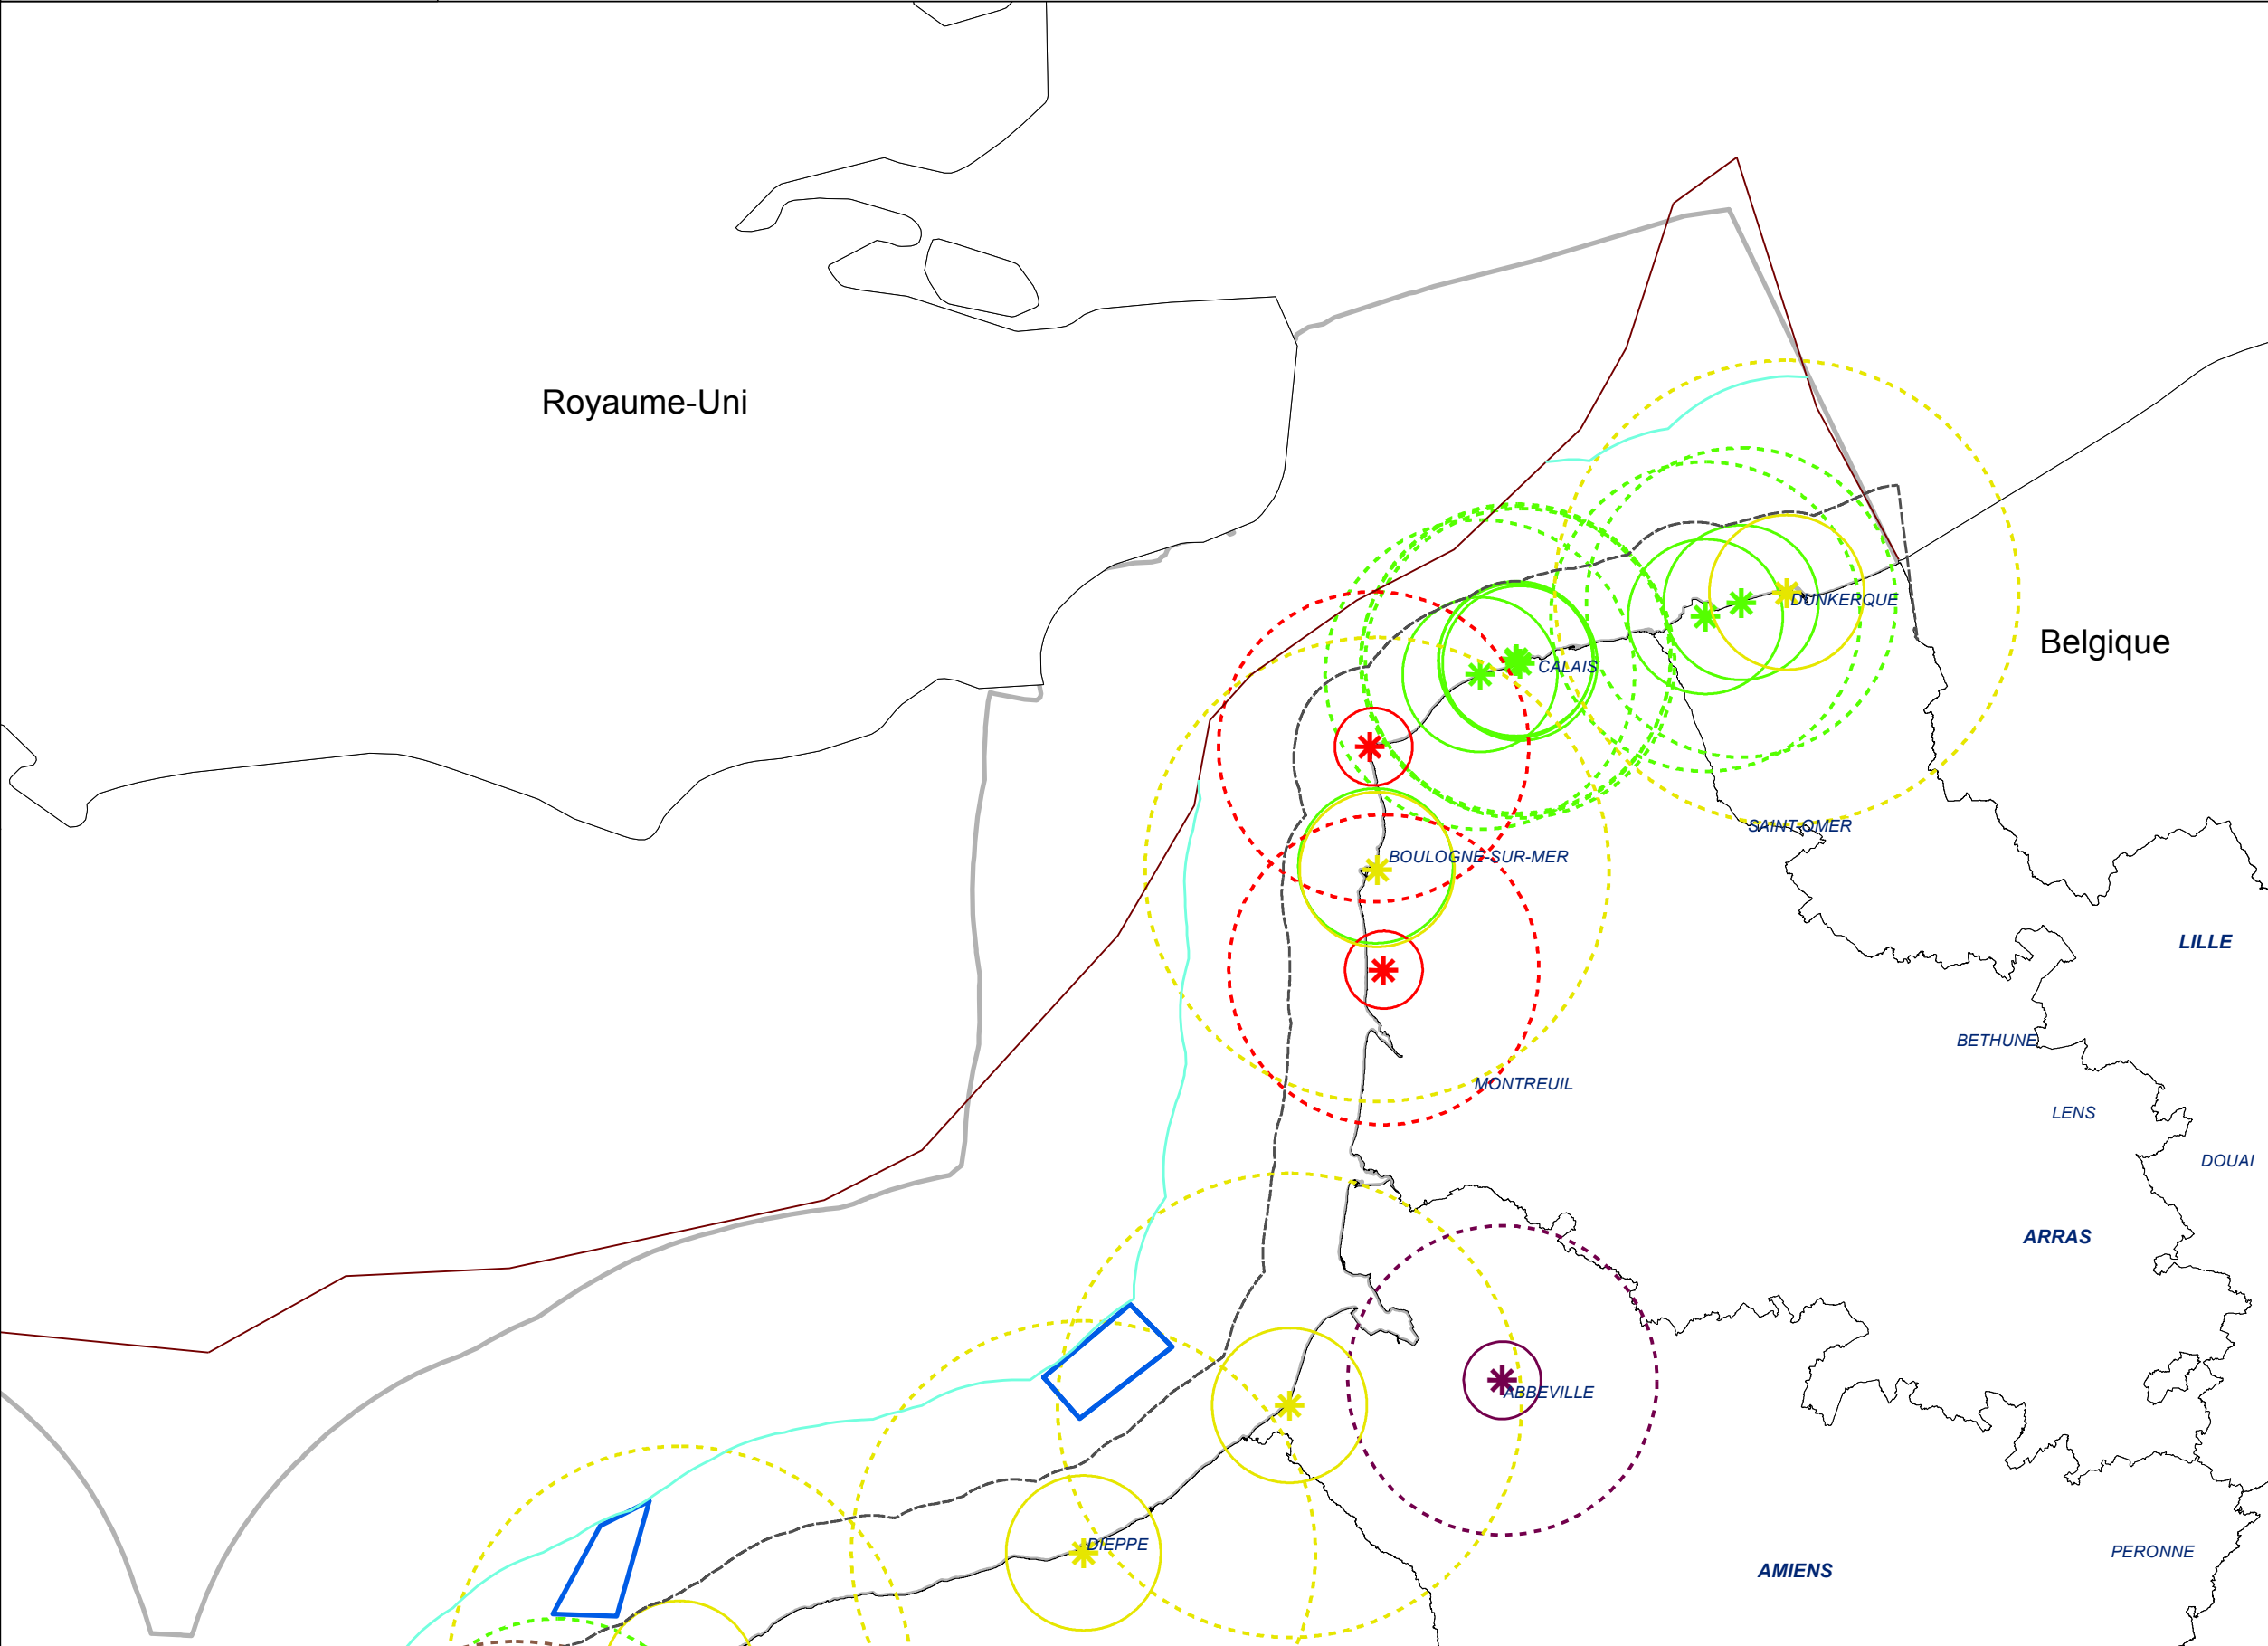 Royaume-Uni
DUNKERQUE
Belgique
CALAIS
SAINT-OMER
BOULOGNE-SUR-MER
LILLE
BETHUNE
MONTREUIL
LENS
DOUAI
ARRAS
ABBEVILLE
DIEPPE
PERONNE
AMIENS